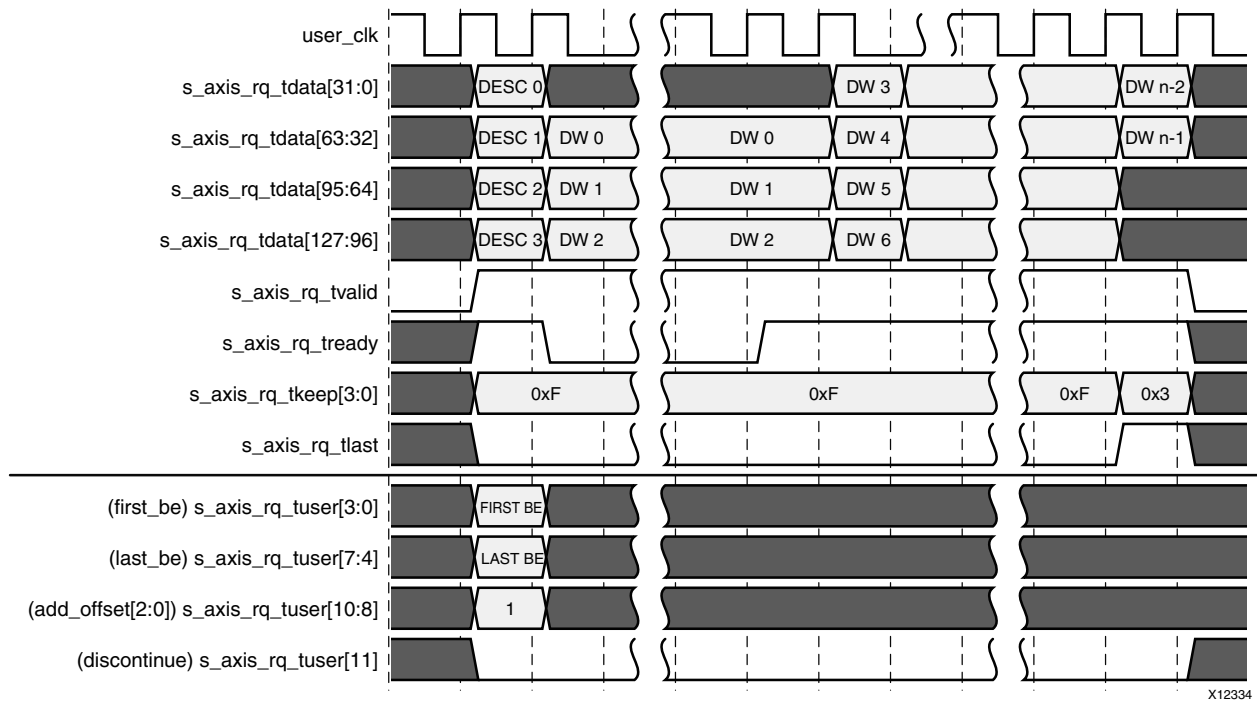 user_clk
s_axis_rq_tdata[31:0] DESC 0 DW 3 DW n-2
s_axis_rq_tdata[63:32] DESC 1 DW 0 DW 0 DW 4 DW n-1
s_axis_rq_tdata[95:64] DESC 2 DW 1 DW 1 DW 5
s_axis_rq_tdata[127:96] DESC 3 DW 2 DW 2 DW 6
s_axis_rq_tvalid
s_axis_rq_tready
s_axis_rq_tkeep[3:0] 0xF 0xF 0xF 0x3
s_axis_rq_tlast
(first_be) s_axis_rq_tuser[3:0] FIRST BE
(last_be) s_axis_rq_tuser[7:4] LAST BE
(add_offset[2:0]) s_axis_rq_tuser[10:8] 1
(discontinue) s_axis_rq_tuser[11]
X12334